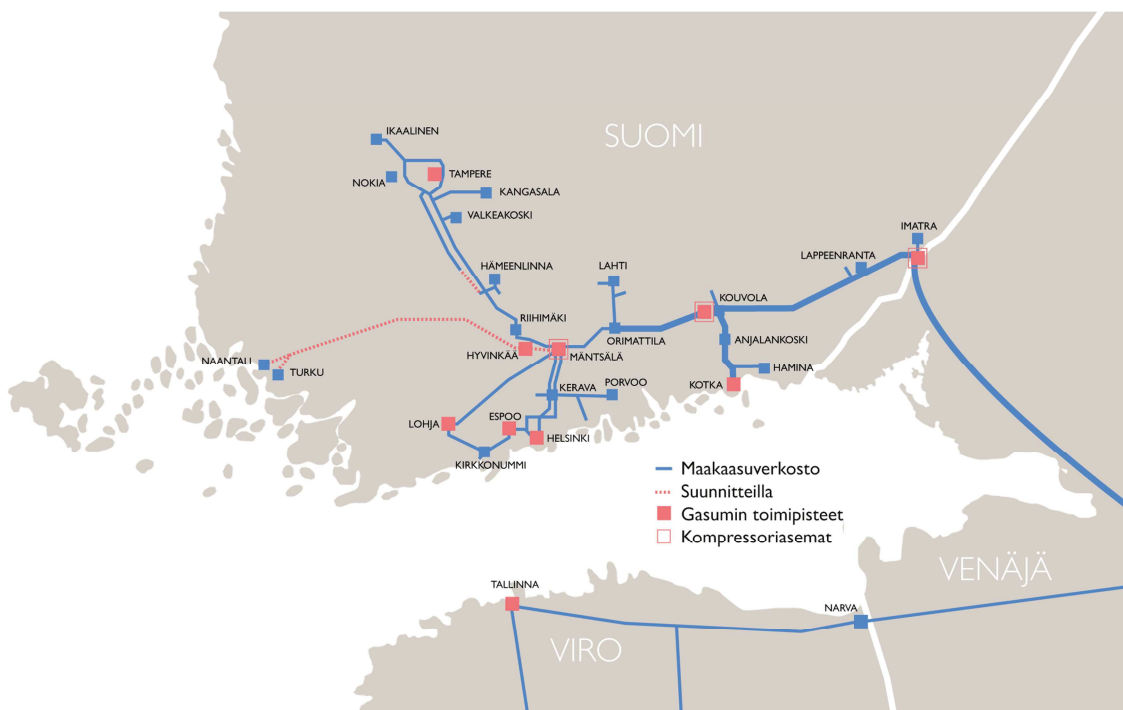 IKAALINEN
SUOMI
TAMPERE
NOKIA
KANGASALA
VALKEAKOSKI
IMATRA
LAPPEENRANTA
HÄMEENLINNA
LAHTI
KOUVOLA
RIIHIMÄKI
ORIMATTILA
ANJALANKOSKI
HYVINKÄÄ
MÄNTSÄLÄ
NAANTALI
TURKU
HAMINA
KERAVA
PORVOO
KOTKA
LOHJA
ESPOO
HELSINKI
KIRKKONUMMI
Maakaasuverkosto
Suunnitteilla
Gasumin toimipisteet
Kompressoriasemat
VENÄJÄ
TALLINNA
NARVA
VIRO